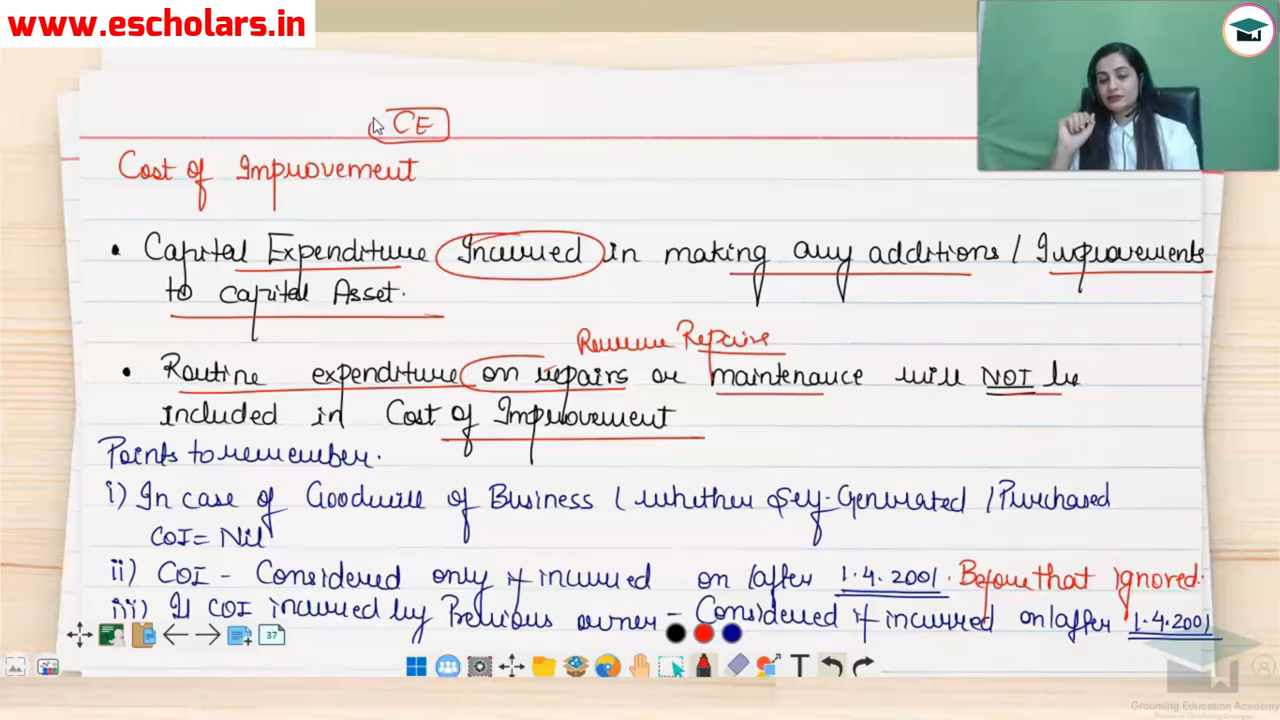 www.escholars.in
CE
Cost of Improvement
• Capital Expenditure Incurred in making any additions / Improvements
to capital Asset.
Revenue Repairs
• Routine expenditure on repairs or maintenance will NOT be
included in Cost of Improvement
Points to remember.
i) In case of Goodwill of Business (whether Self-Generated / Purchased
COI = Nil
ii) COI - Considered only if incurred on / after 1.4.2001. Before that ignored.
iii) If COI incurred by Previous owner - Considered if incurred on/after 1.4.2001
37
T
Grooming Education Academy